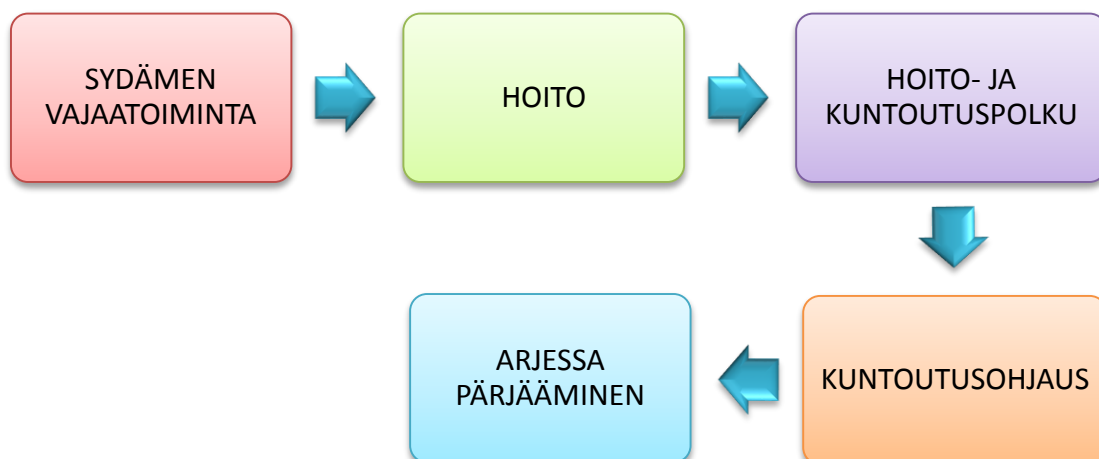 SYDÄMEN
VAJAATOIMINTA
HOITO
HOITO- JA
KUNTOUTUSPOLKU
KUNTOUTUSOHJAUS
ARJESSA
PÄRJÄÄMINEN